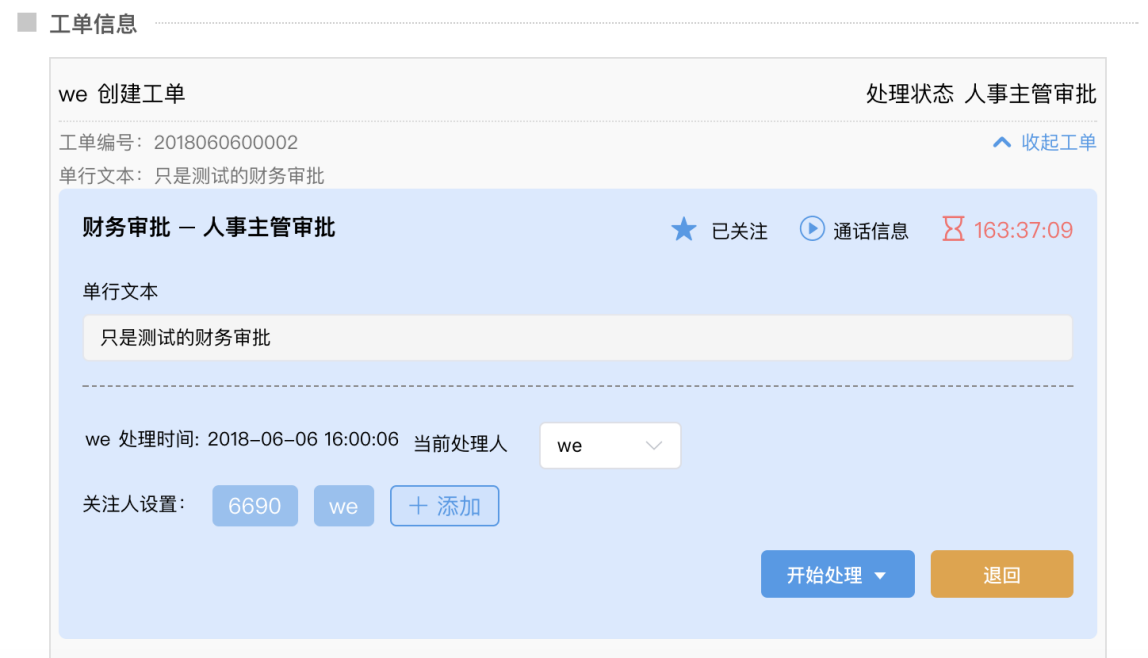 工单信息
we 创建工单 处理状态 人事主管审批
工单编号：2018060600002 收起工单
单行文本：只是测试的财务审批
财务审批 – 人事主管审批 已关注 通话信息 163:37:09
单行文本
只是测试的财务审批
we 处理时间: 2018-06-06 16:00:06 当前处理人 we
关注人设置： 6690 we 添加
开始处理 退回